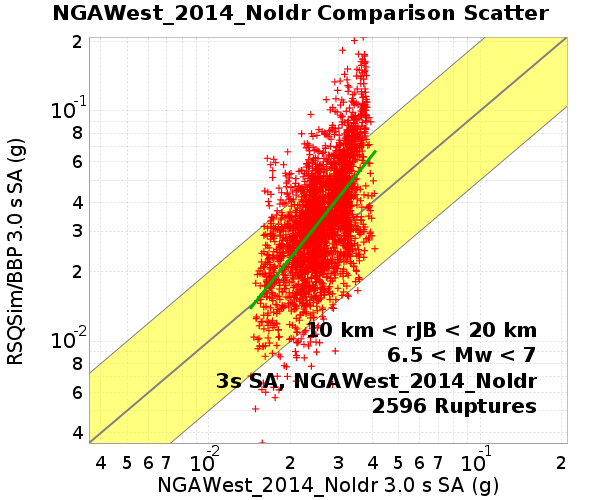 NGAWest_2014_NoIdr Comparison Scatter
RSQSim/BBP 3.0 s SA (g)
2
10-1
8
6
4
3
2
10-2
8
6
4
10 km < rJB < 20 km
6.5 < Mw < 7
3s SA, NGAWest_2014_NoIdr
2596 Ruptures
4 5 6 7 10-2 2 3 4 5 6 7 10-1 2
NGAWest_2014_NoIdr 3.0 s SA (g)